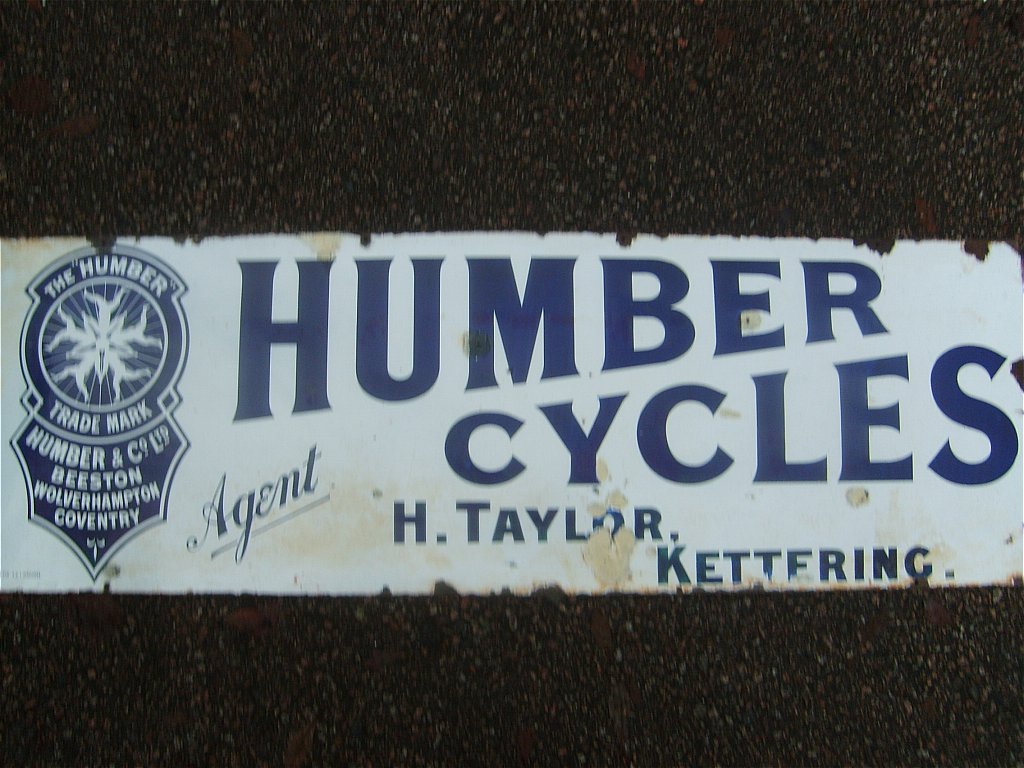 THE "HUMBER"
TRADE MARK
HUMBER & Co LTD
BEESTON
WOLVERHAMPTON
COVENTRY
HUMBER
CYCLES
Agent
H. TAYLOR,
KETTERING.